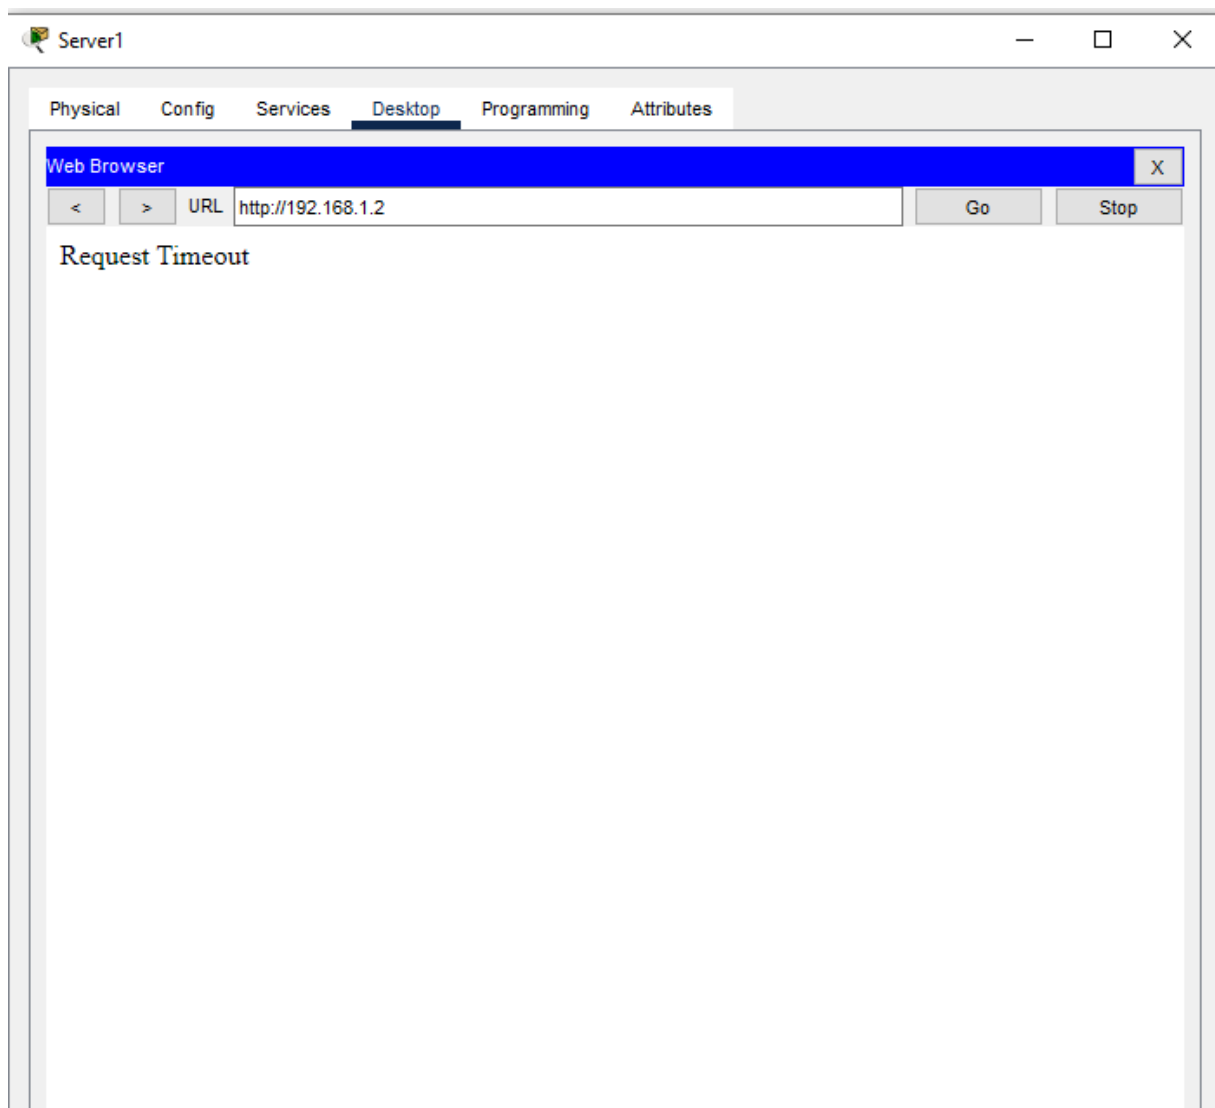 Server1
Physical Config Services Desktop Programming Attributes
Web Browser X
< > URL http://192.168.1.2 Go Stop
Request Timeout